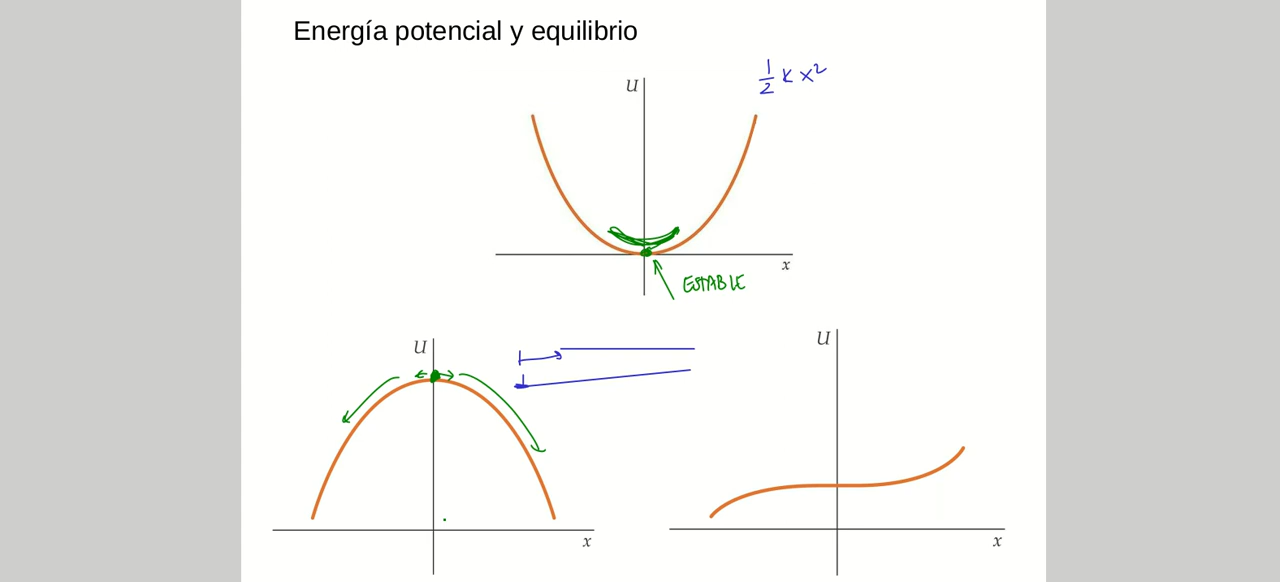 Energía potencial y equilibrio
½ k x²
U
x
ESTABLE
U
x
U
x